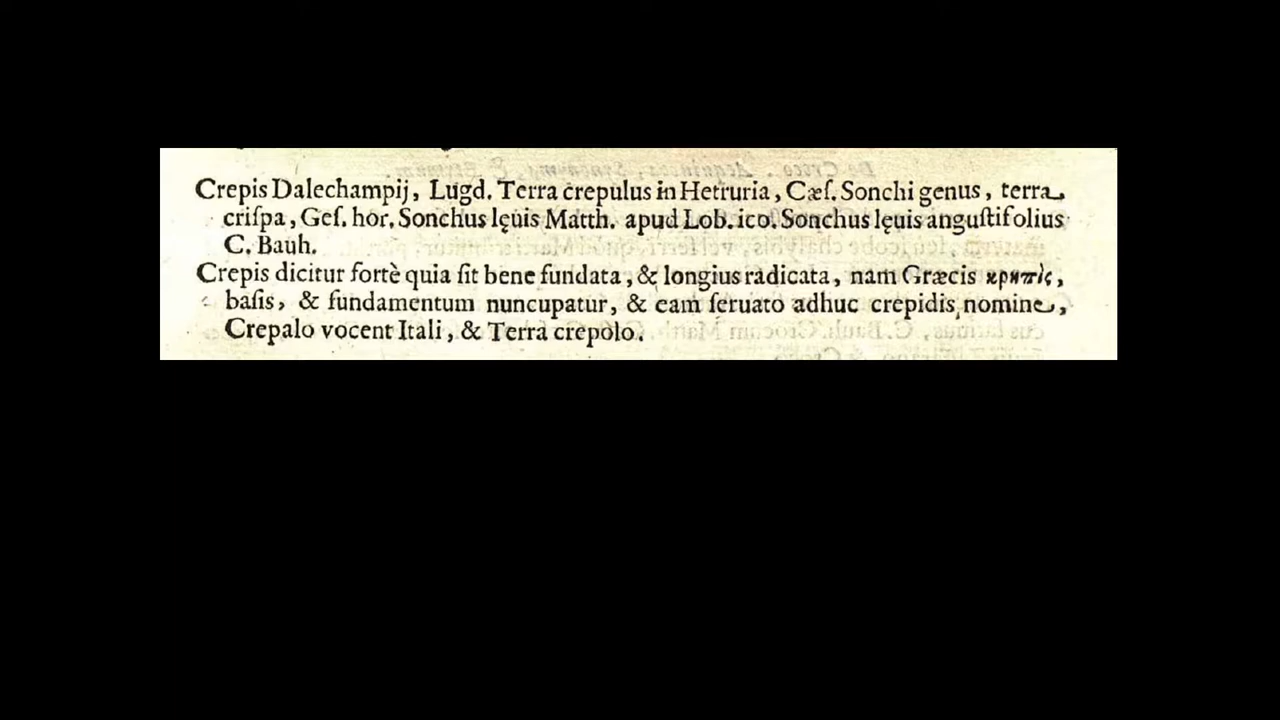 Crepis Dalechampij, Lugd. Terra crepulus in Hetruria, Cæſ. Sonchi genus, terra
criſpa, Geſ. hor. Sonchus lęuis Matth. apud Lob. ico. Sonchus lęuis anguſtifolius
C. Bauh.
Crepis dicitur fortè quia ſit bene fundata, & longius radicata, nam Græcis κρηπὶς,
baſis, & fundamentum nuncupatur, & eam ſeruato adhuc crepidis nomine,
Crepalo vocent Itali, & Terra crepolo.